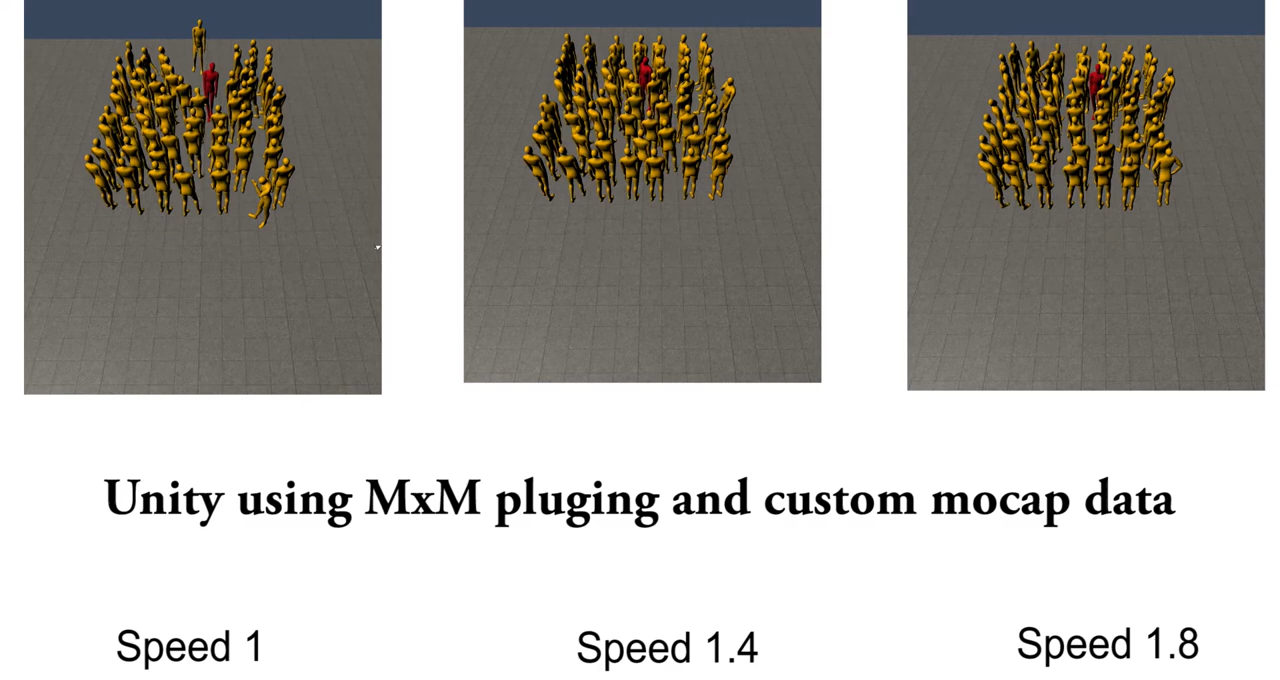 Unity using MxM pluging and custom mocap data
Speed 1
Speed 1.4
Speed 1.8